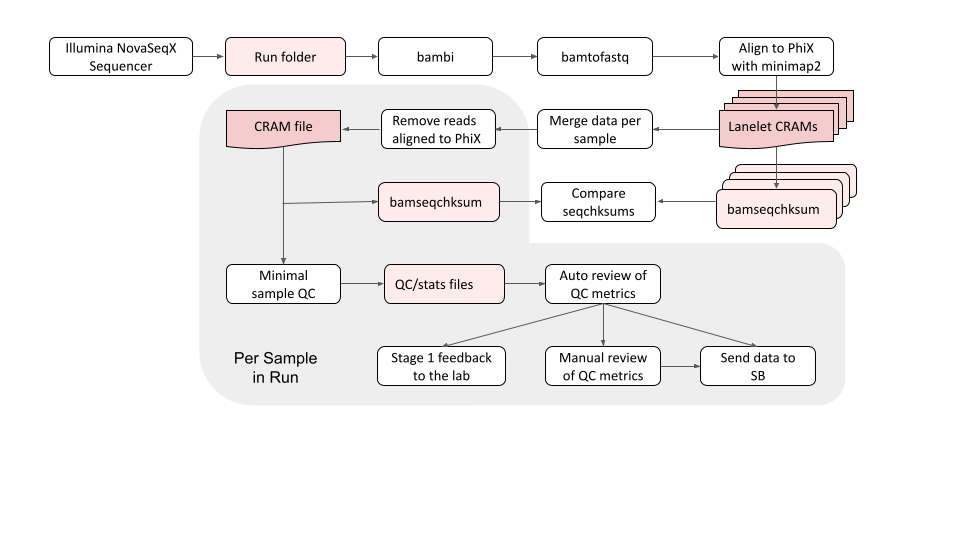 Illumina NovaSeqX
Sequencer
Run folder
bambi
bamtofastq
Align to PhiX
with minimap2
CRAM file
Remove reads
aligned to PhiX
Merge data per
sample
Lanelet CRAMs
bamseqchksum
Compare
seqchksums
bamseqchksum
Minimal
sample QC
QC/stats files
Auto review of
QC metrics
Per Sample
in Run
Stage 1 feedback
to the lab
Manual review
of QC metrics
Send data to
SB